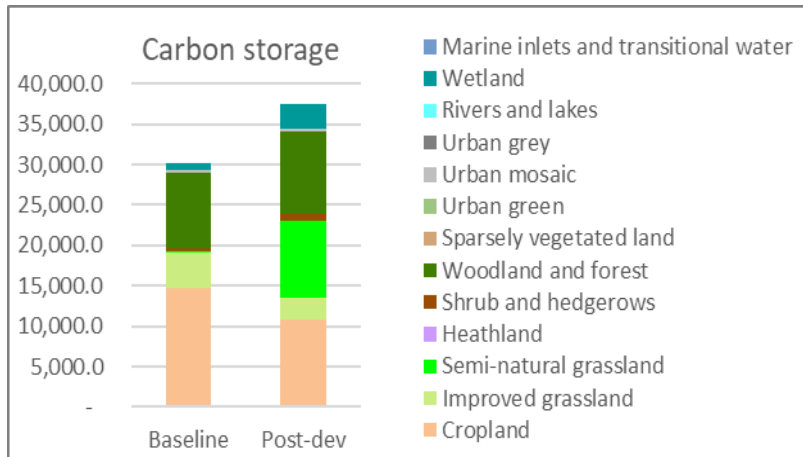 Carbon storage
40,000.0
35,000.0
30,000.0
25,000.0
20,000.0
15,000.0
10,000.0
5,000.0
-
Baseline
Post-dev
Marine inlets and transitional water
Wetland
Rivers and lakes
Urban grey
Urban mosaic
Urban green
Sparsely vegetated land
Woodland and forest
Shrub and hedgerows
Heathland
Semi-natural grassland
Improved grassland
Cropland